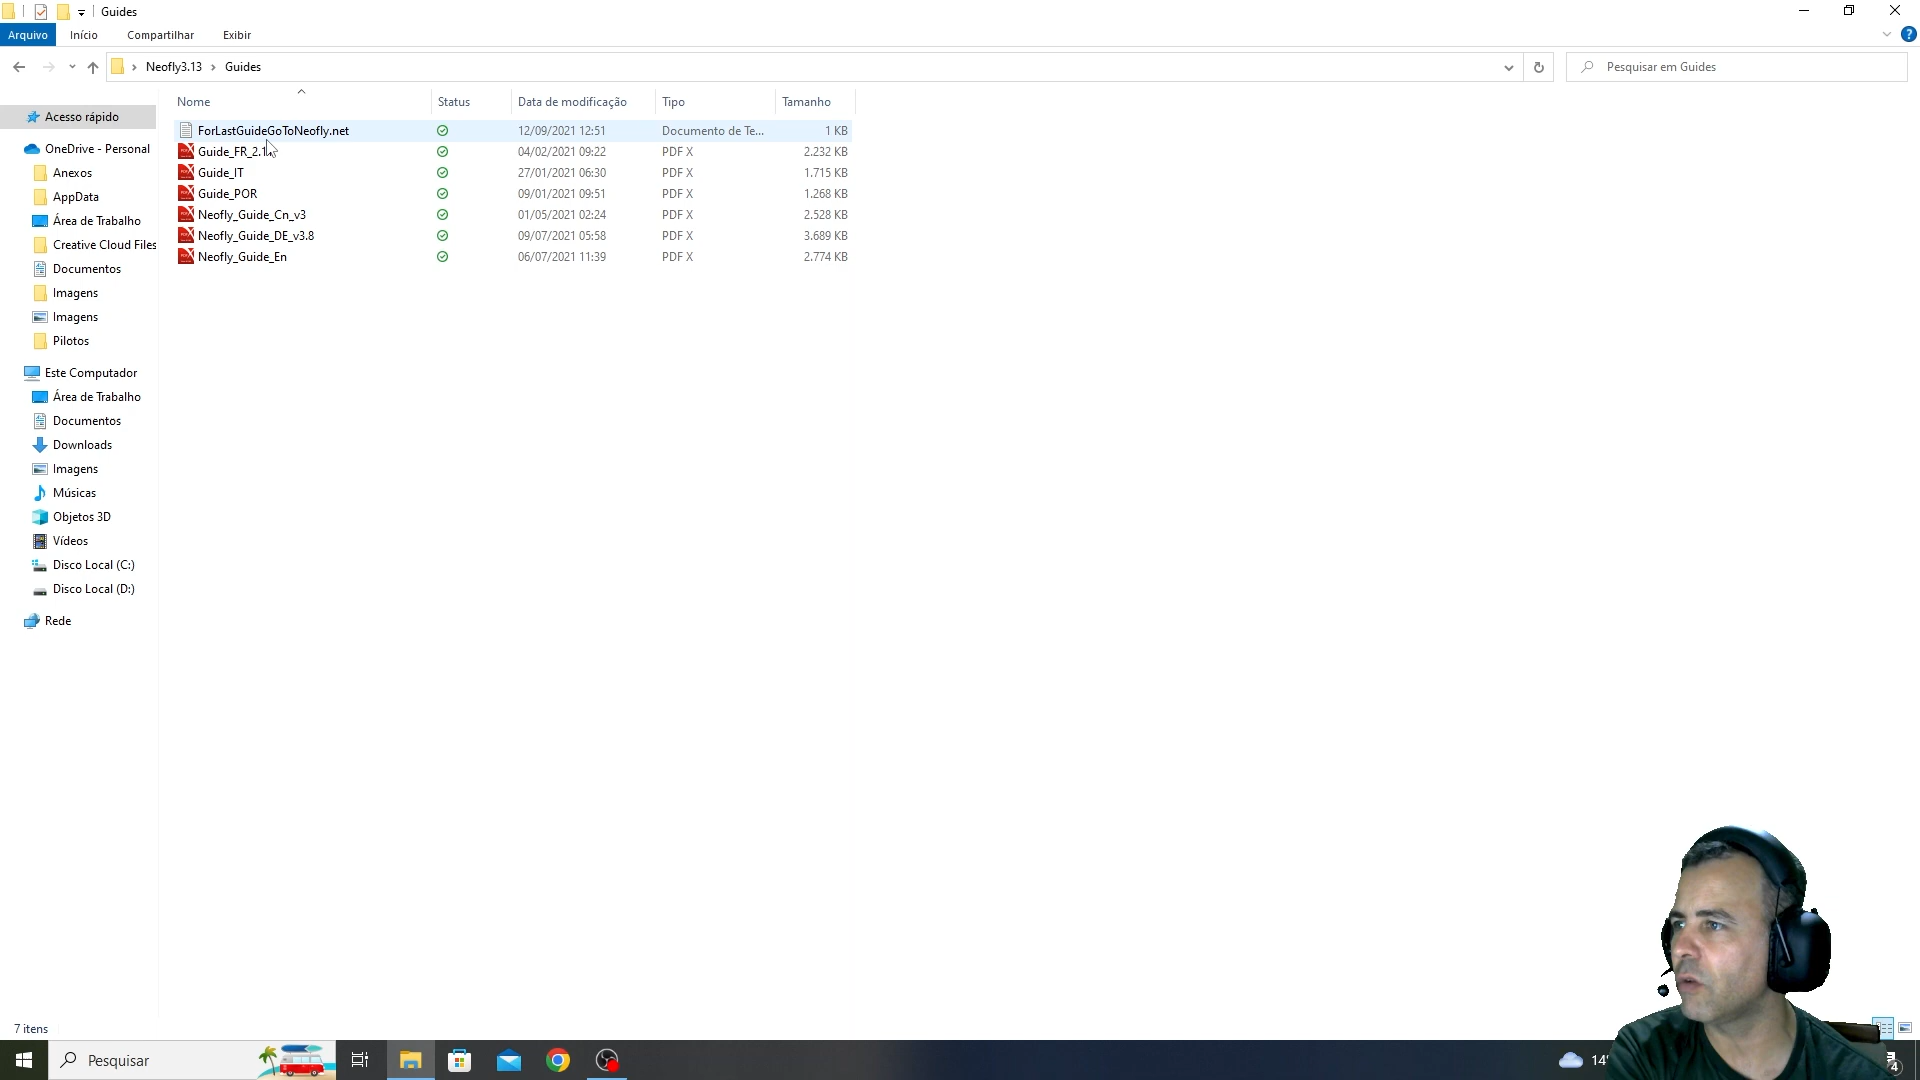 Guides
Arquivo Início Compartilhar Exibir
Neofly3.13 > Guides Pesquisar em Guides
Nome Status Data de modificação Tipo Tamanho
ForLastGuideGoToNeofly.net 12/09/2021 12:51 Documento de Te... 1 KB
Guide_FR_2.1 04/02/2021 09:22 PDF X 2.232 KB
Guide_IT 27/01/2021 06:30 PDF X 1.715 KB
Guide_POR 09/01/2021 09:51 PDF X 1.268 KB
Neofly_Guide_Cn_v3 01/05/2021 02:24 PDF X 2.528 KB
Neofly_Guide_DE_v3.8 09/07/2021 05:58 PDF X 3.689 KB
Neofly_Guide_En 06/07/2021 11:39 PDF X 2.774 KB
Acesso rápido
OneDrive - Personal
Anexos
AppData
Área de Trabalho
Creative Cloud Files
Documentos
Imagens
Imagens
Pilotos
Este Computador
Área de Trabalho
Documentos
Downloads
Imagens
Músicas
Objetos 3D
Vídeos
Disco Local (C:)
Disco Local (D:)
Rede
7 itens
Pesquisar 14° 4